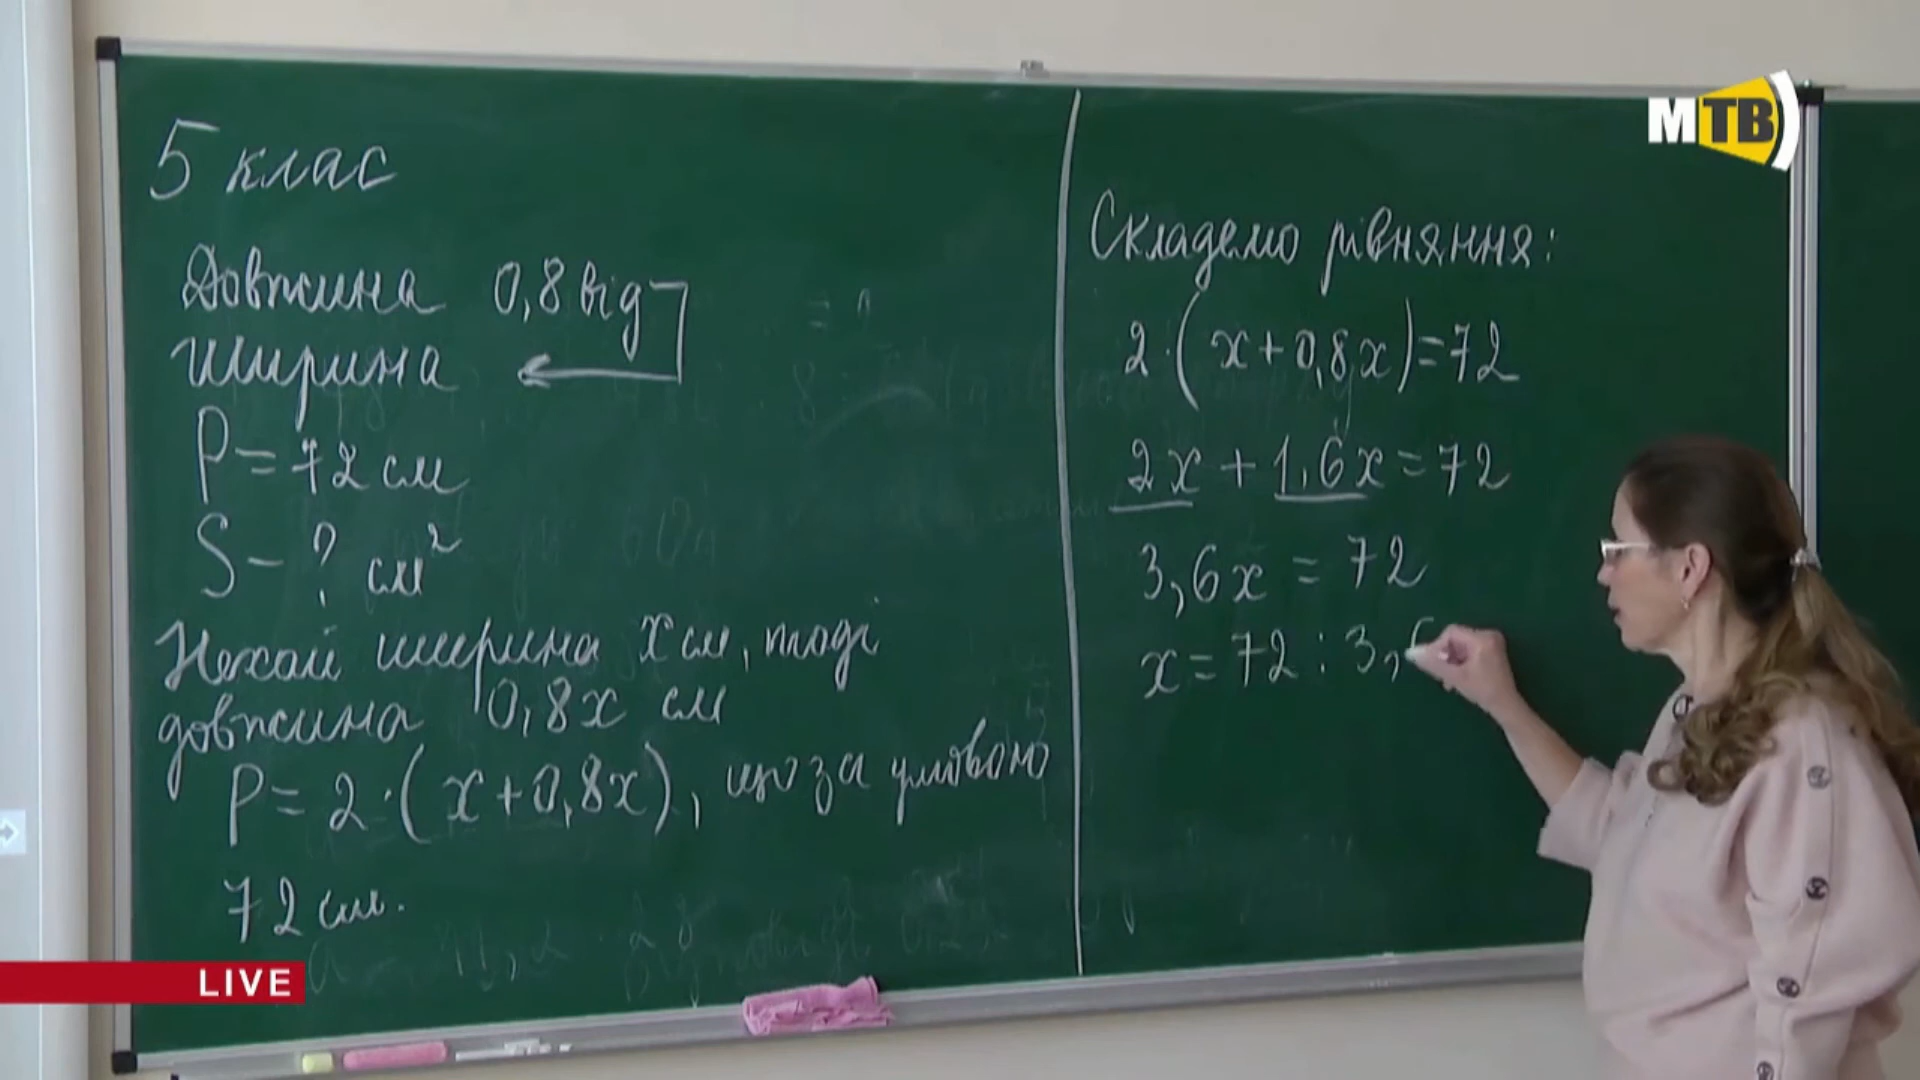 5 клас
Довжина 0,8 від
ширина
P = 72 см
S - ? см²
Нехай ширина x см, тоді
довжина 0,8x см
P = 2·(x+0,8x), що за умовою
72 см.
Складемо рівняння:
2·(x+0,8x)=72
2x + 1,6x = 72
3,6x = 72
x = 72 : 3,6
МТВ
LIVE